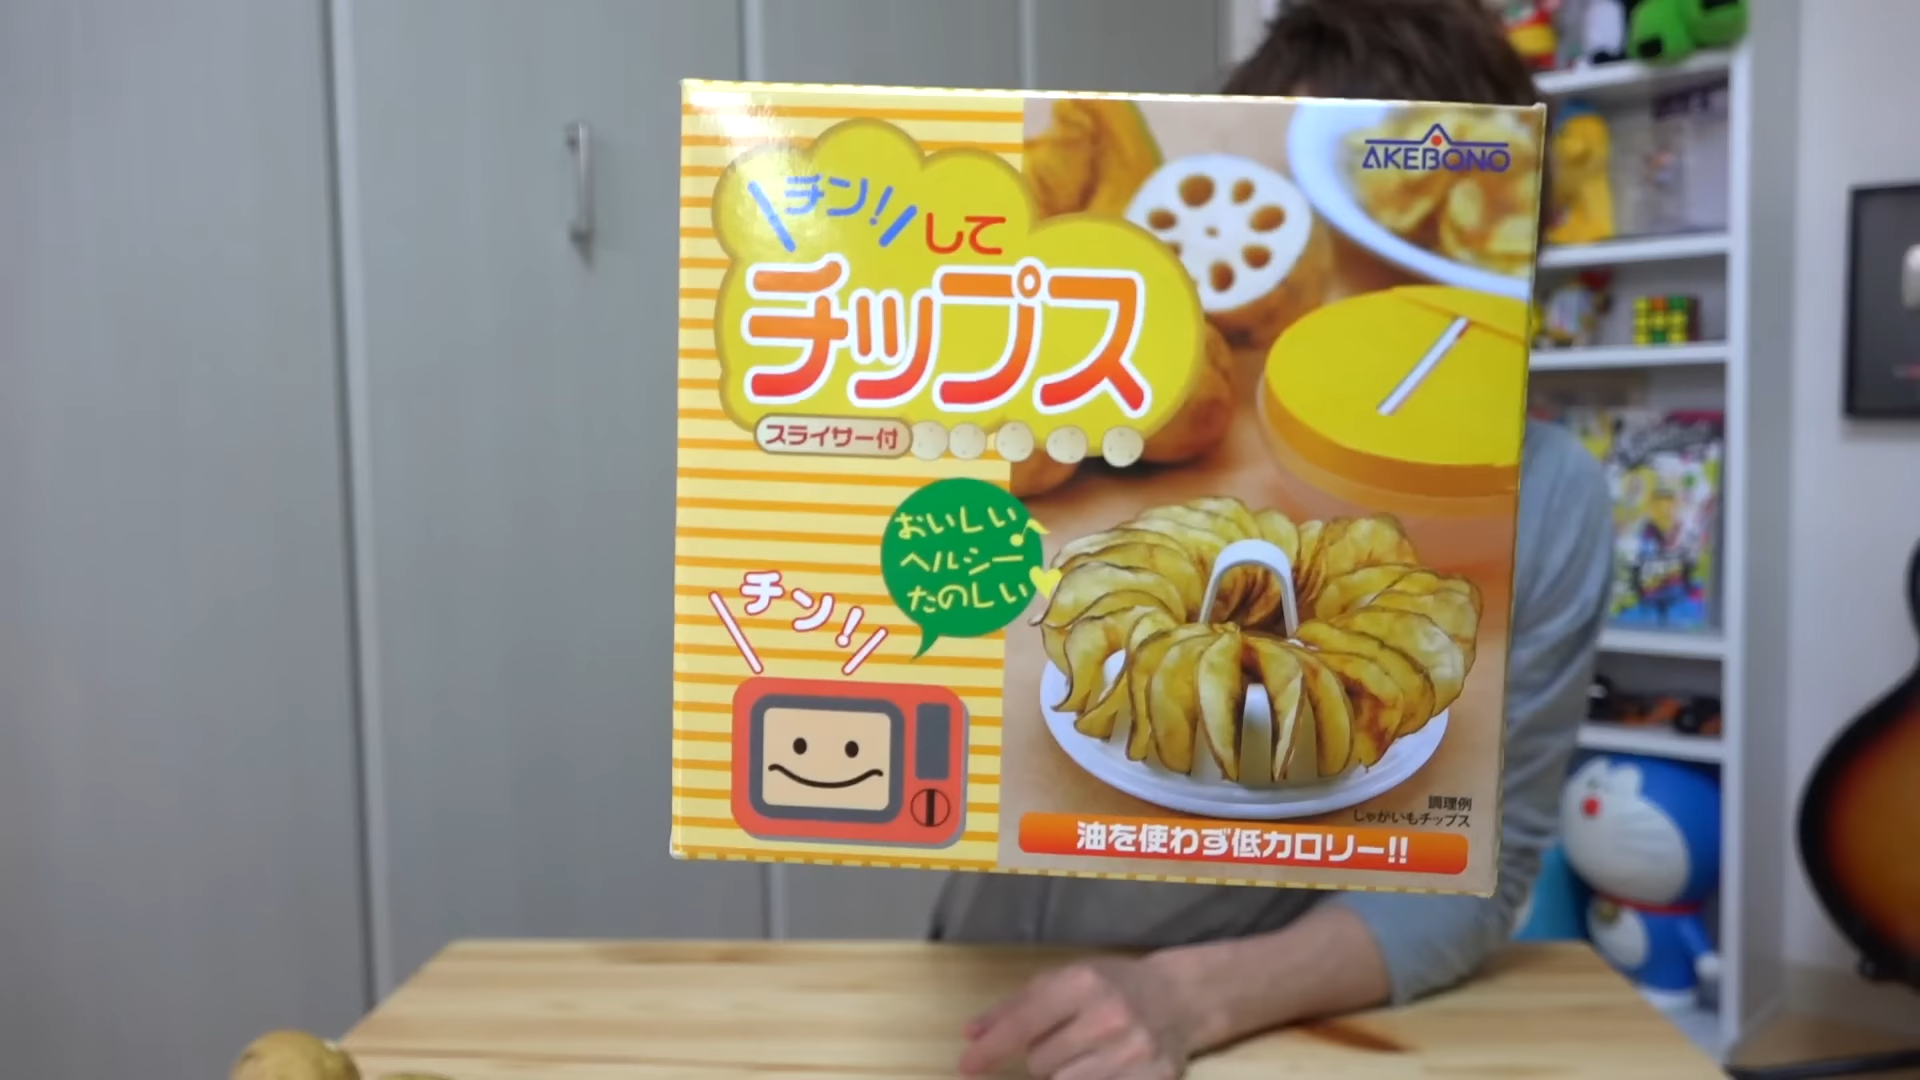 AKEBONO
チン!して
チップス
スライサー付
おいしい♪
ヘルシー
たのしい
チン!
調理例
じゃがいもチップス
油を使わず低カロリー!!